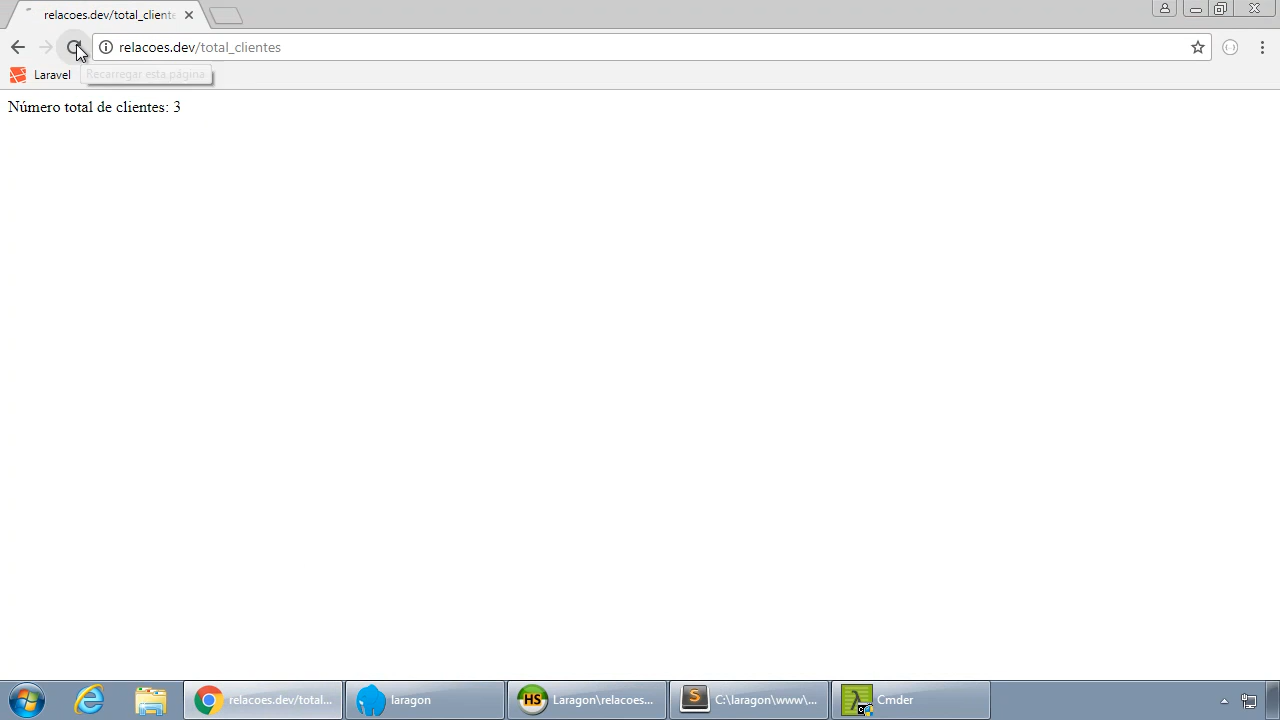 relacoes.dev/total_cliente
relacoes.dev/total_clientes
Laravel
Recarregar esta página
Número total de clientes: 3
relacoes.dev/total...
laragon
HS
Laragon\relacoes...
S
C:\laragon\www\...
λ
Cmder